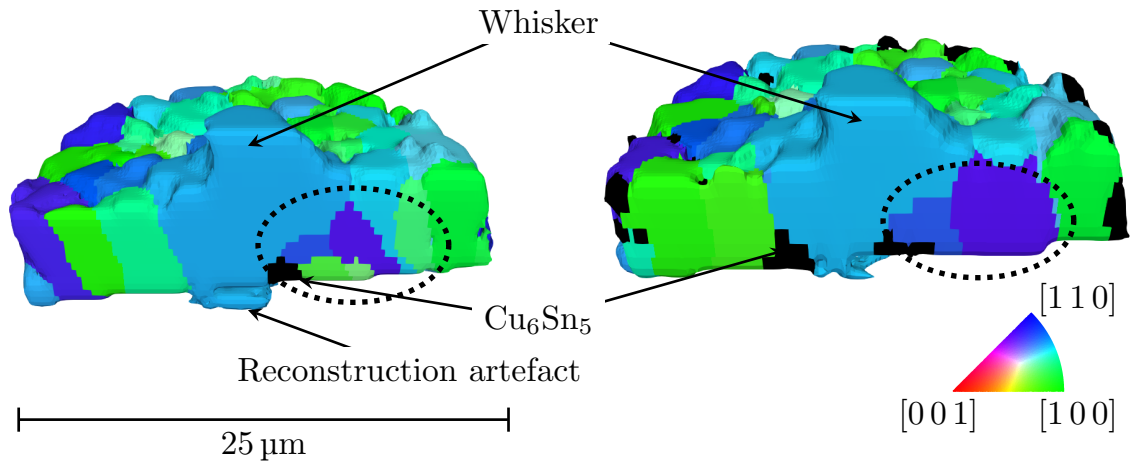 Whisker
Cu₆Sn₅
Reconstruction artefact
[1 1 0]
[0 0 1]
[1 0 0]
25 µm